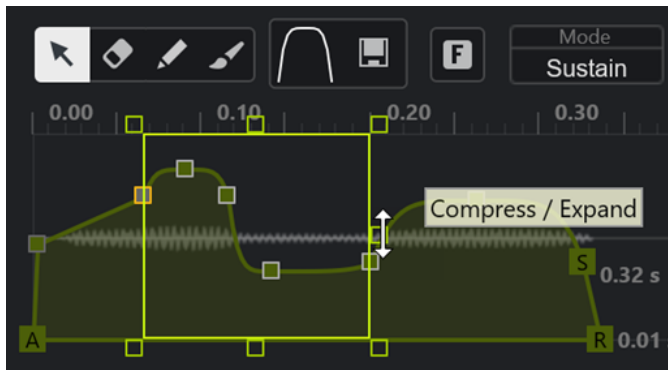 F
Mode
Sustain
0.00 0.10 0.20 0.30
Compress / Expand
S
0.32 s
A
R 0.01